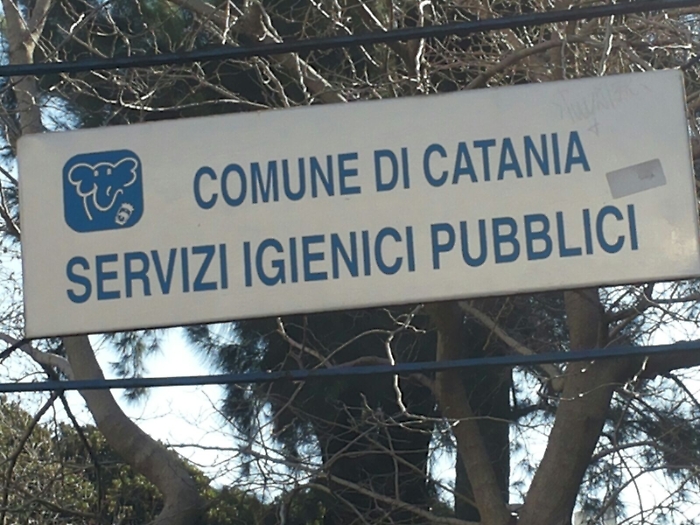 COMUNE DI CATANIA
SERVIZI IGIENICI PUBBLICI